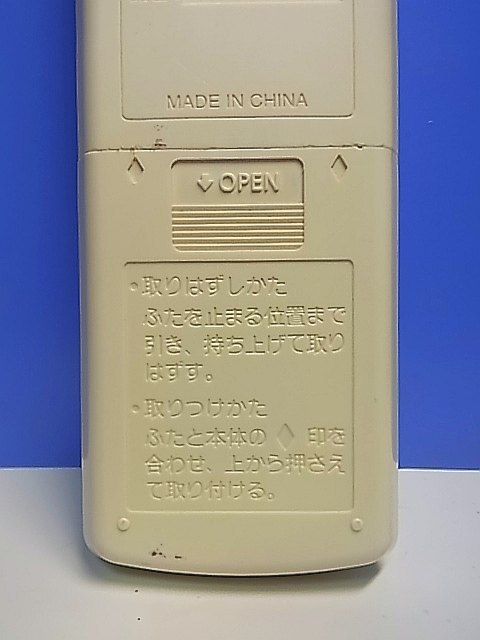 MADE IN CHINA
OPEN
•取りはずしかた
ふたを止まる位置まで
引き、持ち上げて取り
はずす。
•取りつけかた
ふたと本体の ◇ 印を
合わせ、上から押さえ
て取り付ける。